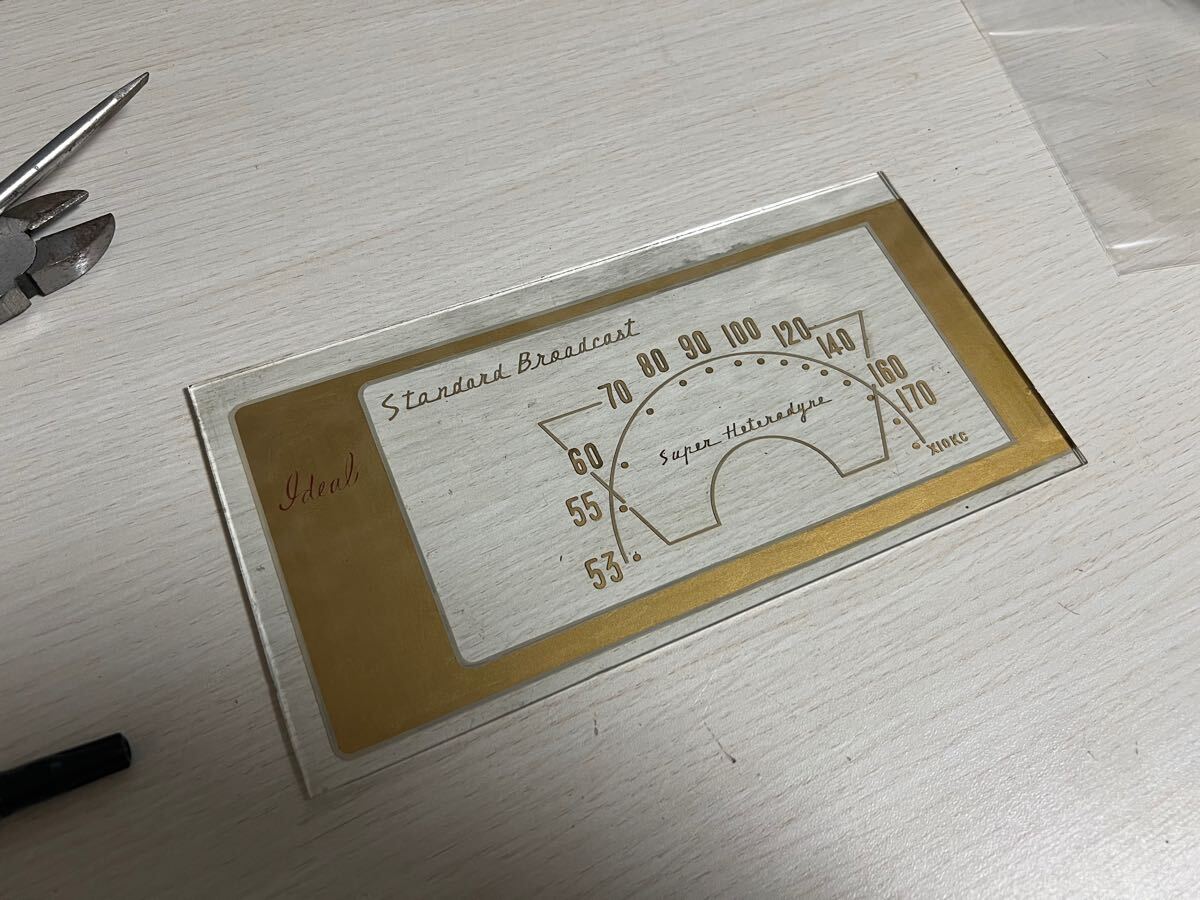 Standard Broadcast
Ideal
53 55 60 70 80 90 100 120 140 160 170
X10KC
Super Heterodyne